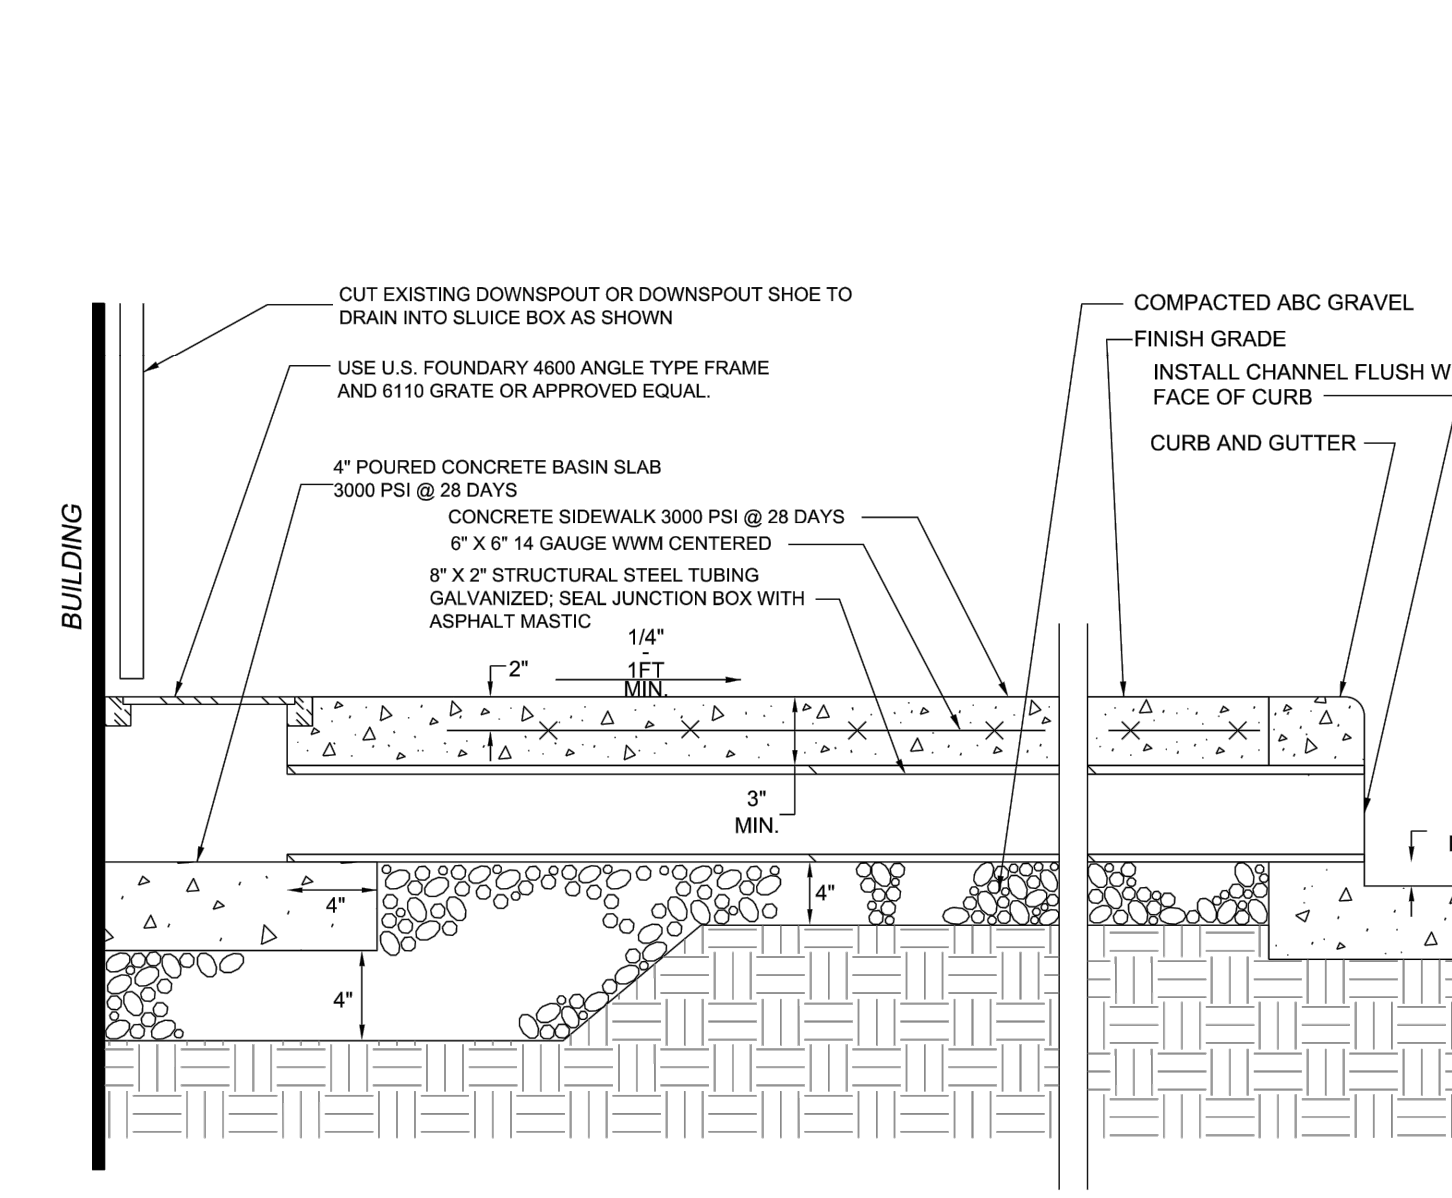 CUT EXISTING DOWNSPOUT OR DOWNSPOUT SHOE TO
DRAIN INTO SLUICE BOX AS SHOWN
USE U.S. FOUNDARY 4600 ANGLE TYPE FRAME
AND 6110 GRATE OR APPROVED EQUAL.
4" POURED CONCRETE BASIN SLAB
3000 PSI @ 28 DAYS
CONCRETE SIDEWALK 3000 PSI @ 28 DAYS
6" X 6" 14 GAUGE WWM CENTERED
8" X 2" STRUCTURAL STEEL TUBING
GALVANIZED; SEAL JUNCTION BOX WITH
ASPHALT MASTIC
COMPACTED ABC GRAVEL
FINISH GRADE
INSTALL CHANNEL FLUSH W
FACE OF CURB
CURB AND GUTTER
BUILDING
1/4"
-
1FT
MIN.
2"
3"
MIN.
4"
4"
4"